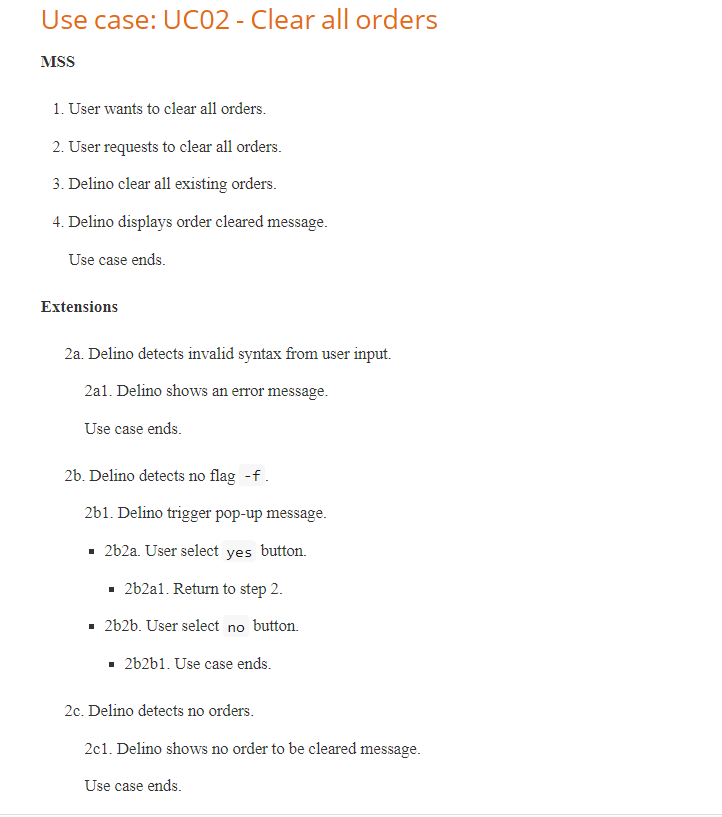 Use case: UC02 - Clear all orders
MSS
1. User wants to clear all orders.
2. User requests to clear all orders.
3. Delino clear all existing orders.
4. Delino displays order cleared message.
Use case ends.
Extensions
2a. Delino detects invalid syntax from user input.
2a1. Delino shows an error message.
Use case ends.
2b. Delino detects no flag -f.
2b1. Delino trigger pop-up message.
▪ 2b2a. User select yes button.
▪ 2b2a1. Return to step 2.
▪ 2b2b. User select no button.
▪ 2b2b1. Use case ends.
2c. Delino detects no orders.
2c1. Delino shows no order to be cleared message.
Use case ends.